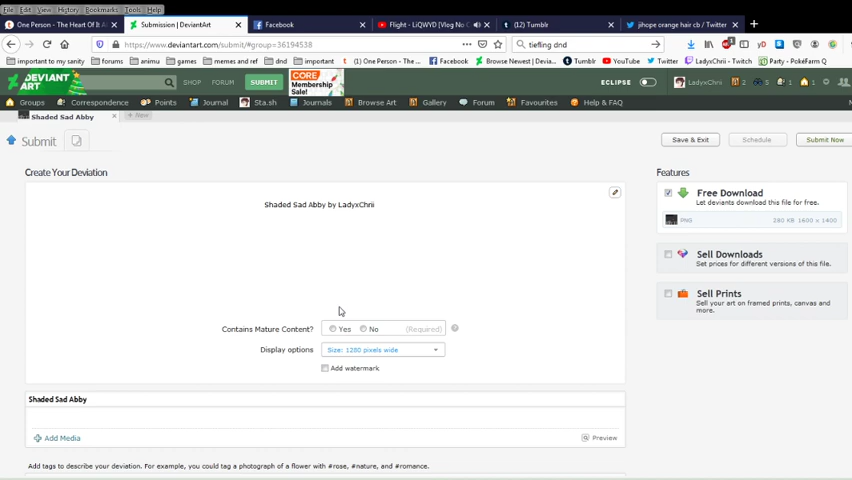 File Edit View History Bookmarks Tools Help
One Person - The Heart Of It All
Submission | DeviantArt
Facebook
Flight - LiQWYD [Vlog No C
(12) Tumblr
jihope orange hair cb / Twitter
https://www.deviantart.com/submit/#group=36194538
tiefling dnd
important to my sanity
important
animu
games
memes
dnd
important
(1) One Person - The...
Facebook
Browse Newest | Devia...
Tumblr
YouTube
Twitter
LadyxChrii - Twitch
Party - PokéFarm Q
DEVIANT ART
SHOP
FORUM
SUBMIT
CORE Membership Sale!
ECLIPSE
LadyxChrii
2
5
1
1
Groups
Correspondence
Points
Journal
Sta.sh
Journals
Browse Art
Gallery
Forum
Favourites
Help & FAQ
Shaded Sad Abby
+ New
Submit
Save & Exit
Schedule
Submit Now
Create Your Deviation
Features
Shaded Sad Abby by LadyxChrii
Free Download
Let deviants download this file for free.
PNG
280 KB 1600 x 1400
Sell Downloads
Set prices for different versions of this file.
Sell Prints
Sell your art on framed prints, canvas and
more.
Contains Mature Content?
Yes
No
(Required)
Display options
Size: 1280 pixels wide
Add watermark
Shaded Sad Abby
Add Media
Preview
Add tags to describe your deviation. For example, you could tag a photograph of a flower with #rose, #nature, and #romance.